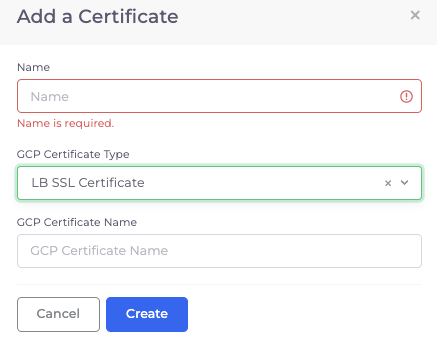 Add a Certificate
Name
Name
Name is required.
GCP Certificate Type
LB SSL Certificate
GCP Certificate Name
GCP Certificate Name
Cancel Create